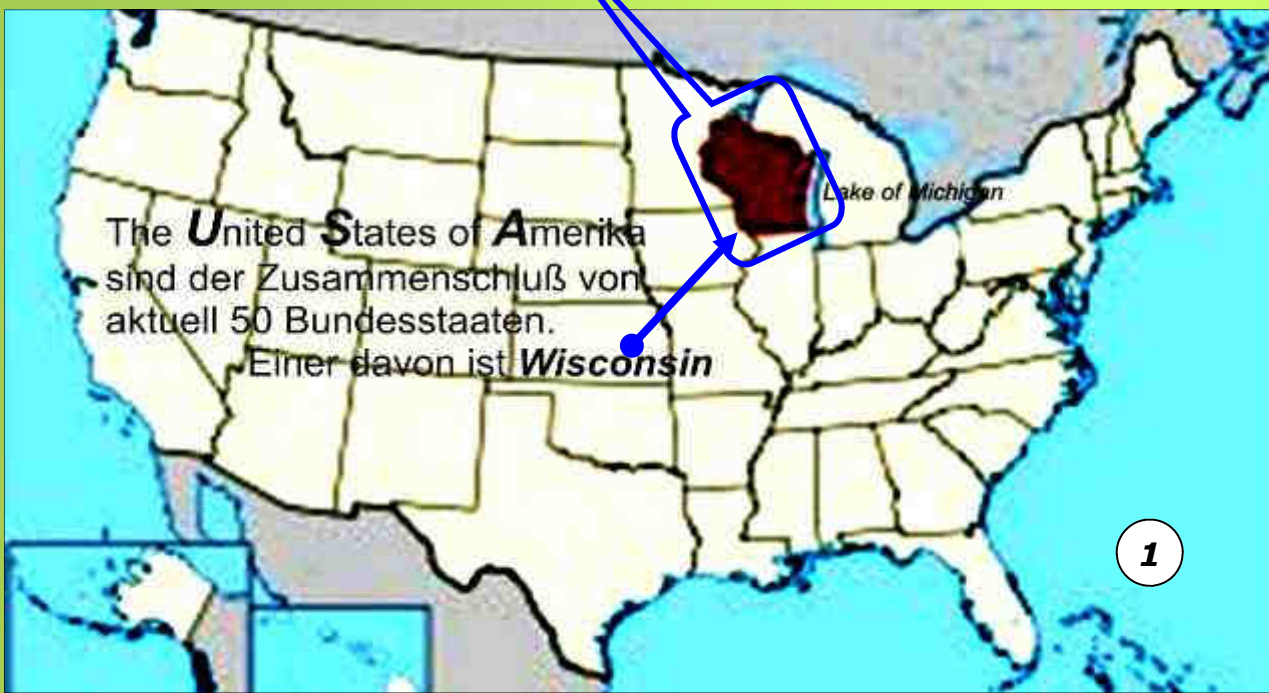 Lake of Michigan
The United States of Amerika
sind der Zusammenschluß von
aktuell 50 Bundesstaaten.
Einer davon ist Wisconsin
1